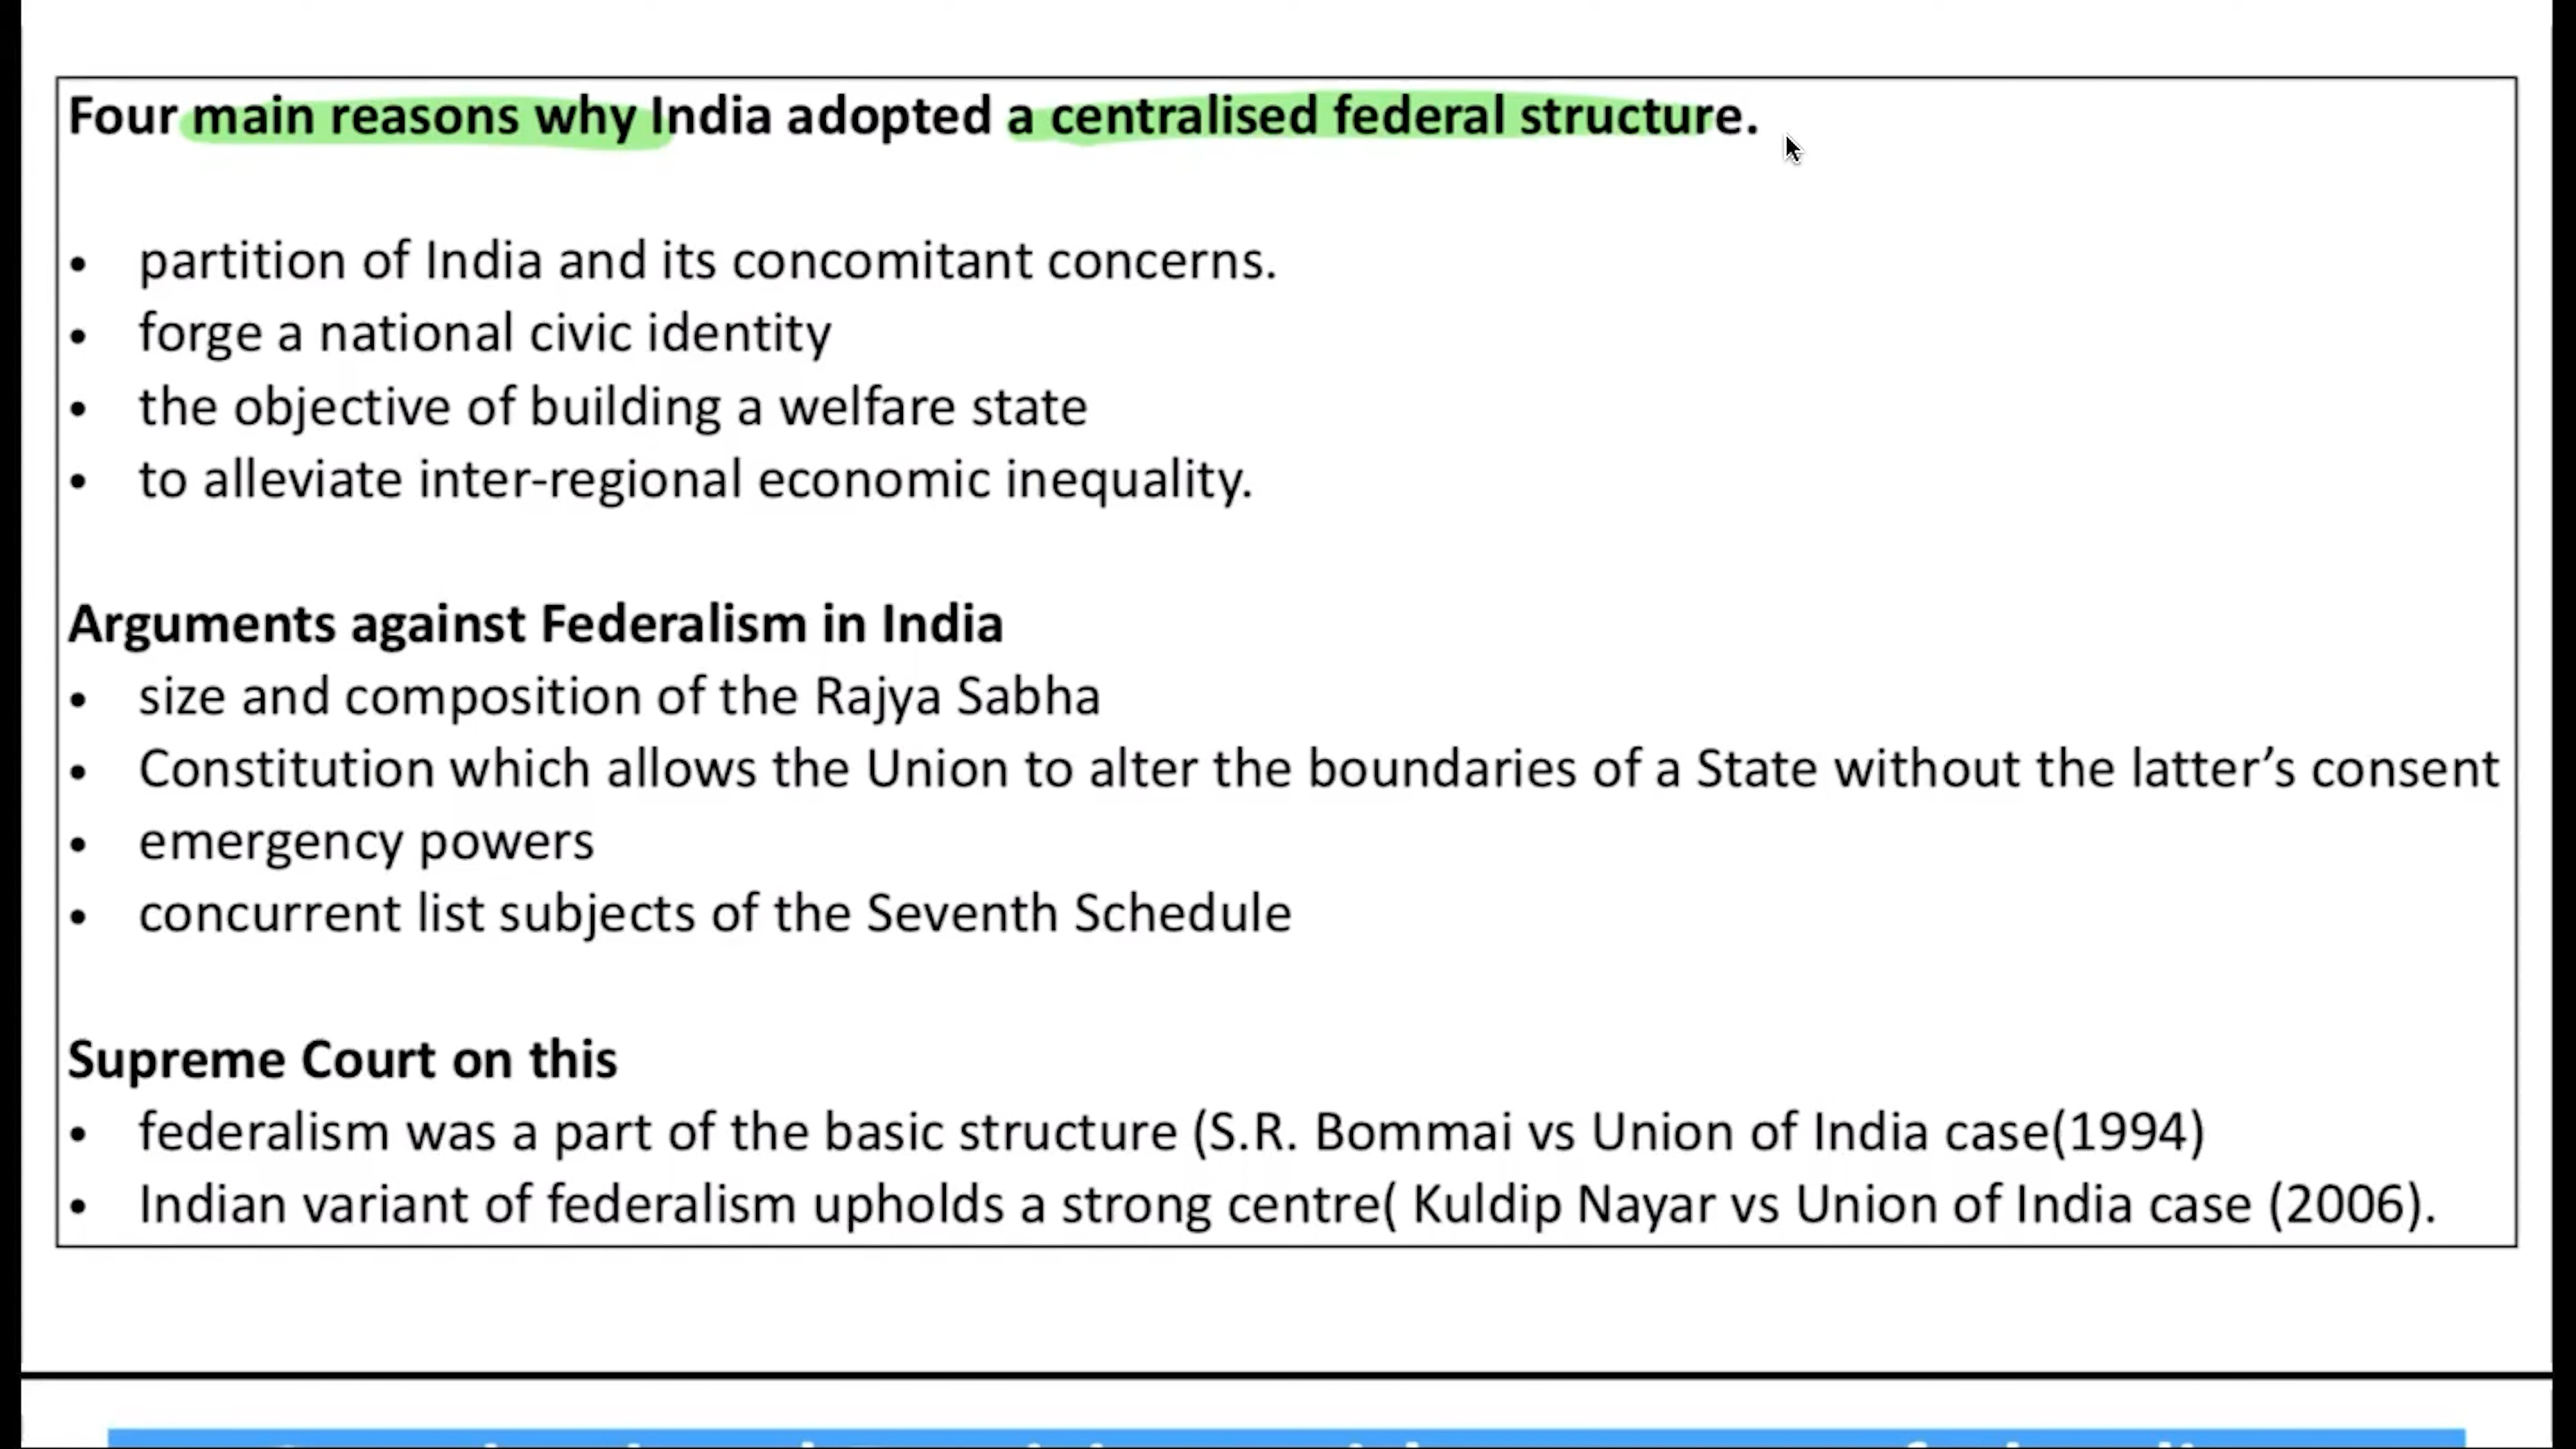 Four main reasons why India adopted a centralised federal structure.
• partition of India and its concomitant concerns.
• forge a national civic identity
• the objective of building a welfare state
• to alleviate inter-regional economic inequality.
Arguments against Federalism in India
• size and composition of the Rajya Sabha
• Constitution which allows the Union to alter the boundaries of a State without the latter’s consent
• emergency powers
• concurrent list subjects of the Seventh Schedule
Supreme Court on this
• federalism was a part of the basic structure (S.R. Bommai vs Union of India case(1994)
• Indian variant of federalism upholds a strong centre( Kuldip Nayar vs Union of India case (2006).